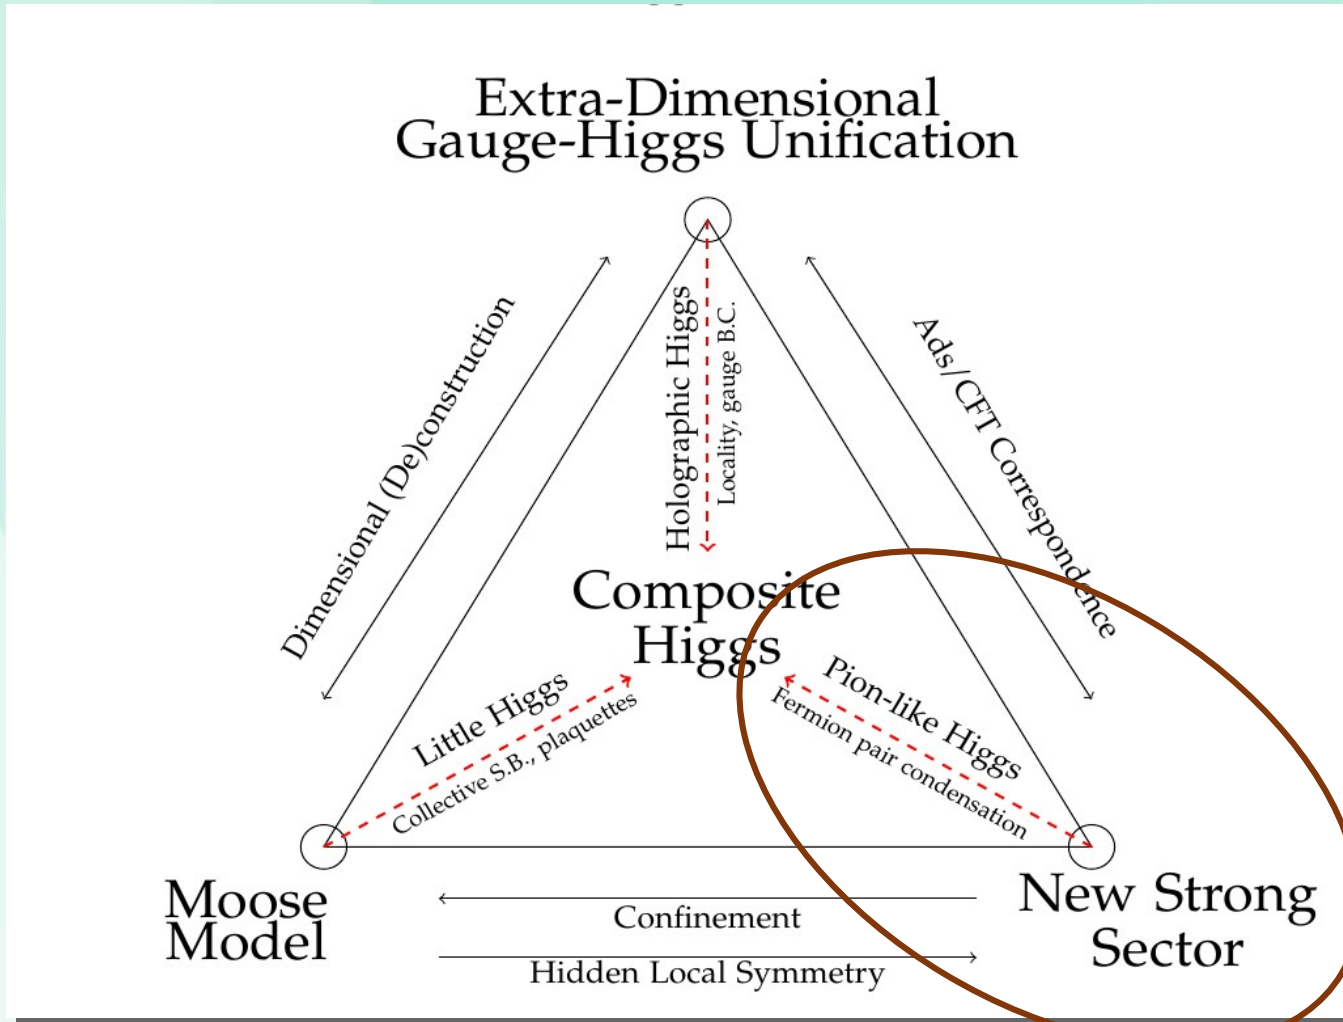 Extra-Dimensional
Gauge-Higgs Unification
Dimensional (De)construction
Holographic Higgs
Locality, gauge B.C.
Ads/CFT Correspondence
Composite
Higgs
Little Higgs
Collective S.B., plaquettes
Pion-like Higgs
Fermion pair condensation
Moose
Model
New Strong
Sector
Confinement
Hidden Local Symmetry